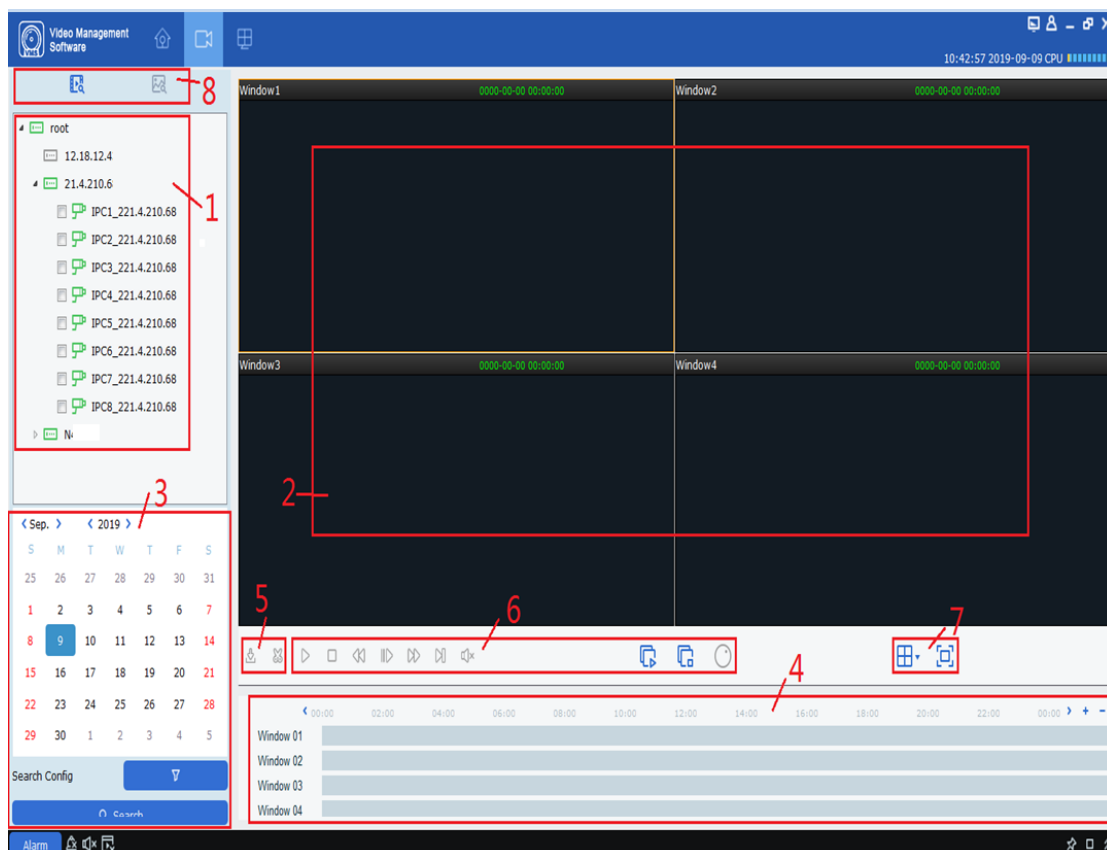 Video Management
Software
10:42:57 2019-09-09 CPU
8
root
12.18.12.4
21.4.210.6
IPC1_221.4.210.68
IPC2_221.4.210.68
IPC3_221.4.210.68
IPC4_221.4.210.68
IPC5_221.4.210.68
IPC6_221.4.210.68
IPC7_221.4.210.68
IPC8_221.4.210.68
1
Window1 0000-00-00 00:00:00
Window2 0000-00-00 00:00:00
Window3 0000-00-00 00:00:00
Window4 0000-00-00 00:00:00
2
3
Sep. 2019
S M T W T F S
25 26 27 28 29 30 31
1 2 3 4 5 6 7
8 9 10 11 12 13 14
15 16 17 18 19 20 21
22 23 24 25 26 27 28
29 30 1 2 3 4 5
Search Config
Search
5
6
7
4
00:00 02:00 04:00 06:00 08:00 10:00 12:00 14:00 16:00 18:00 20:00 22:00 00:00 + -
Window 01
Window 02
Window 03
Window 04
Alarm